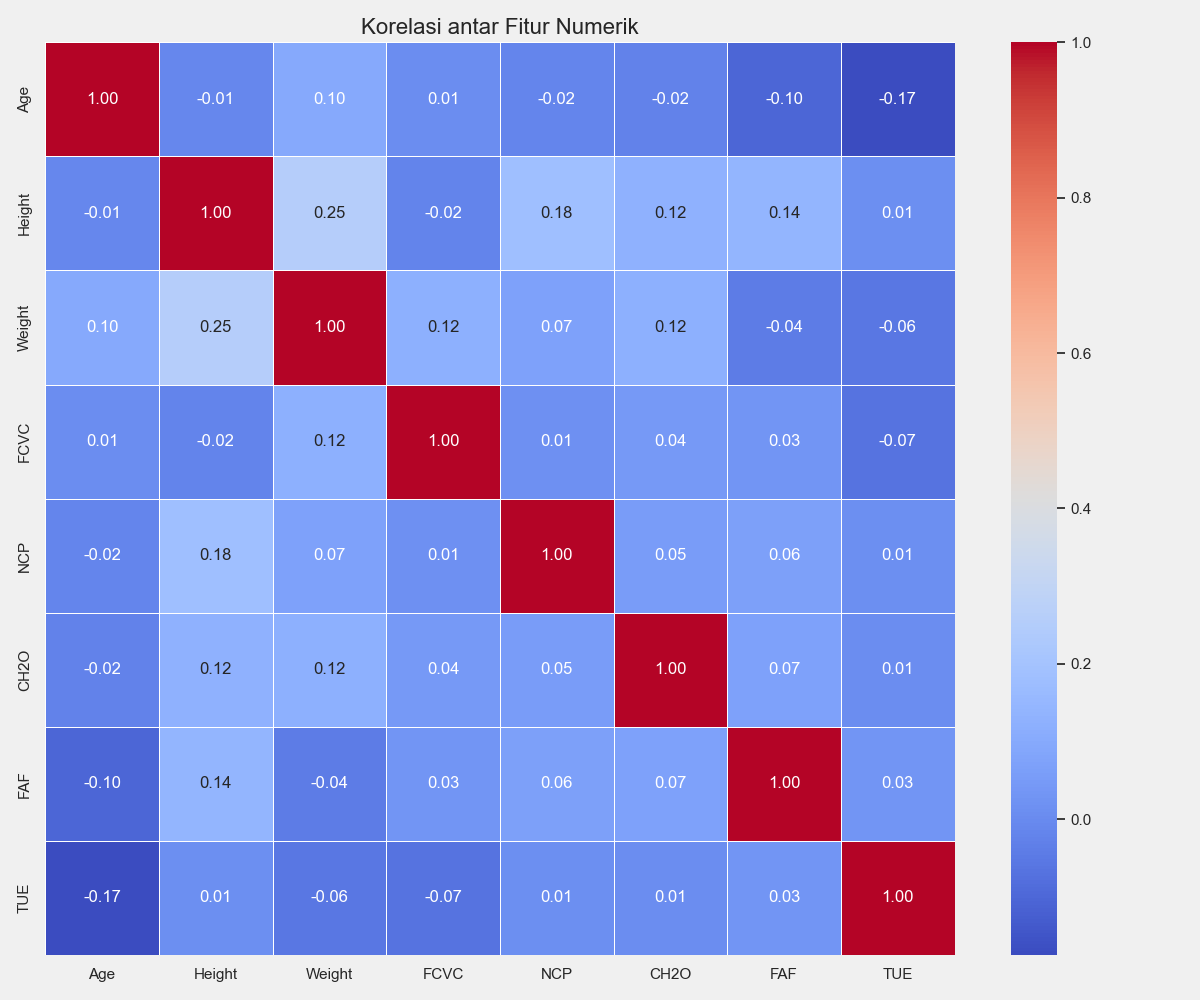 Korelasi antar Fitur Numerik
Age 1.00 -0.01 0.10 0.01 -0.02 -0.02 -0.10 -0.17
Height -0.01 1.00 0.25 -0.02 0.18 0.12 0.14 0.01
Weight 0.10 0.25 1.00 0.12 0.07 0.12 -0.04 -0.06
FCVC 0.01 -0.02 0.12 1.00 0.01 0.04 0.03 -0.07
NCP -0.02 0.18 0.07 0.01 1.00 0.05 0.06 0.01
CH2O -0.02 0.12 0.12 0.04 0.05 1.00 0.07 0.01
FAF -0.10 0.14 -0.04 0.03 0.06 0.07 1.00 0.03
TUE -0.17 0.01 -0.06 -0.07 0.01 0.01 0.03 1.00
Age Height Weight FCVC NCP CH2O FAF TUE
1.0
0.8
0.6
0.4
0.2
0.0